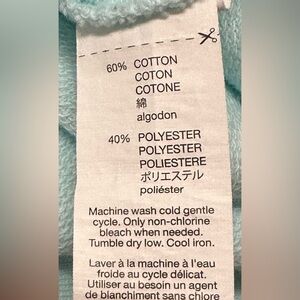 60% COTTON
COTON
COTONE
綿
algodon
40% POLYESTER
POLYESTER
POLIESTERE
ポリエステル
poliéster
Machine wash cold gentle
cycle. Only non-chlorine
bleach when needed.
Tumble dry low. Cool iron.
Laver à la machine à l'eau
froide au cycle délicat.
Utiliser au besoin un agent
de blanchiment sans chlore